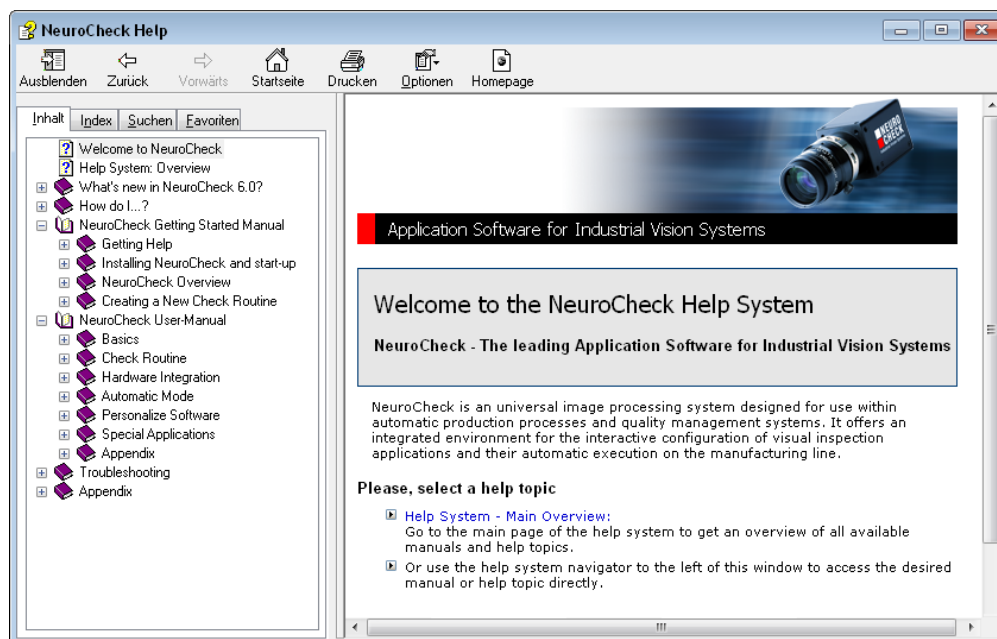 NeuroCheck Help
Ausblenden Zurück Vorwärts Startseite Drucken Optionen Homepage
Inhalt Index Suchen Favoriten
Welcome to NeuroCheck
Help System: Overview
What's new in NeuroCheck 6.0?
How do I...?
NeuroCheck Getting Started Manual
Getting Help
Installing NeuroCheck and start-up
NeuroCheck Overview
Creating a New Check Routine
NeuroCheck User-Manual
Basics
Check Routine
Hardware Integration
Automatic Mode
Personalize Software
Special Applications
Appendix
Troubleshooting
Appendix
NEURO
CHECK
Application Software for Industrial Vision Systems
Welcome to the NeuroCheck Help System
NeuroCheck - The leading Application Software for Industrial Vision Systems
NeuroCheck is an universal image processing system designed for use within
automatic production processes and quality management systems. It offers an
integrated environment for the interactive configuration of visual inspection
applications and their automatic execution on the manufacturing line.
Please, select a help topic
Help System - Main Overview:
Go to the main page of the help system to get an overview of all available
manuals and help topics.
Or use the help system navigator to the left of this window to access the desired
manual or help topic directly.